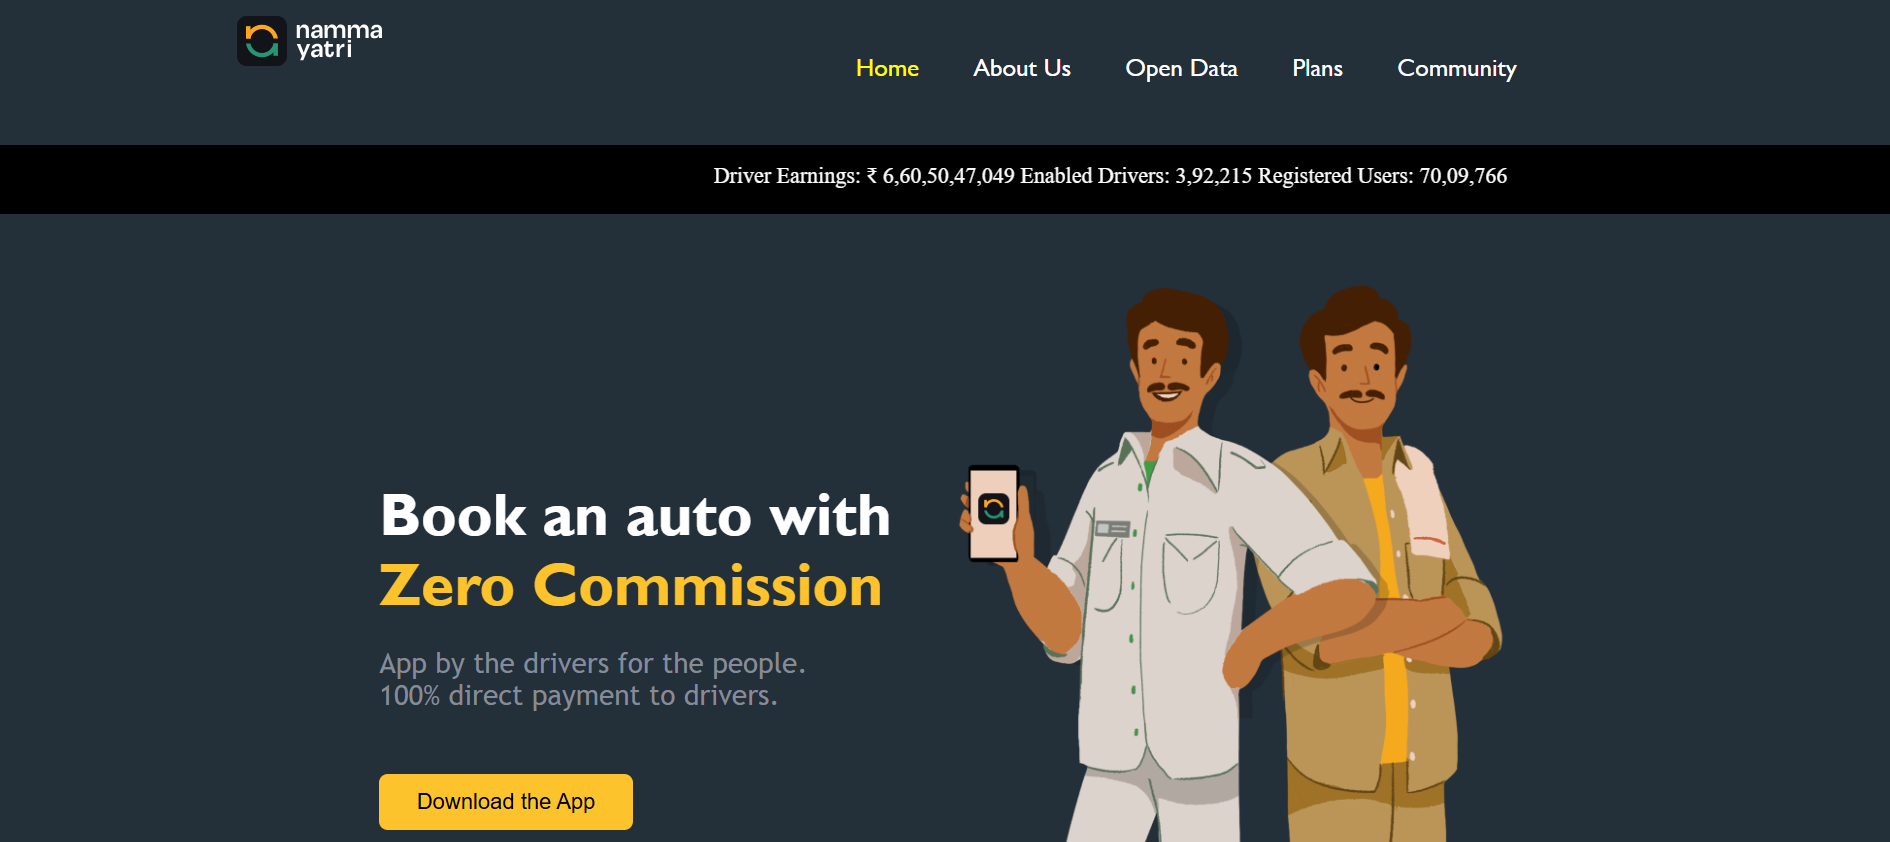 namma
yatri
Home About Us Open Data Plans Community
Driver Earnings: ₹ 6,60,50,47,049 Enabled Drivers: 3,92,215 Registered Users: 70,09,766
Book an auto with
Zero Commission
App by the drivers for the people.
100% direct payment to drivers.
Download the App